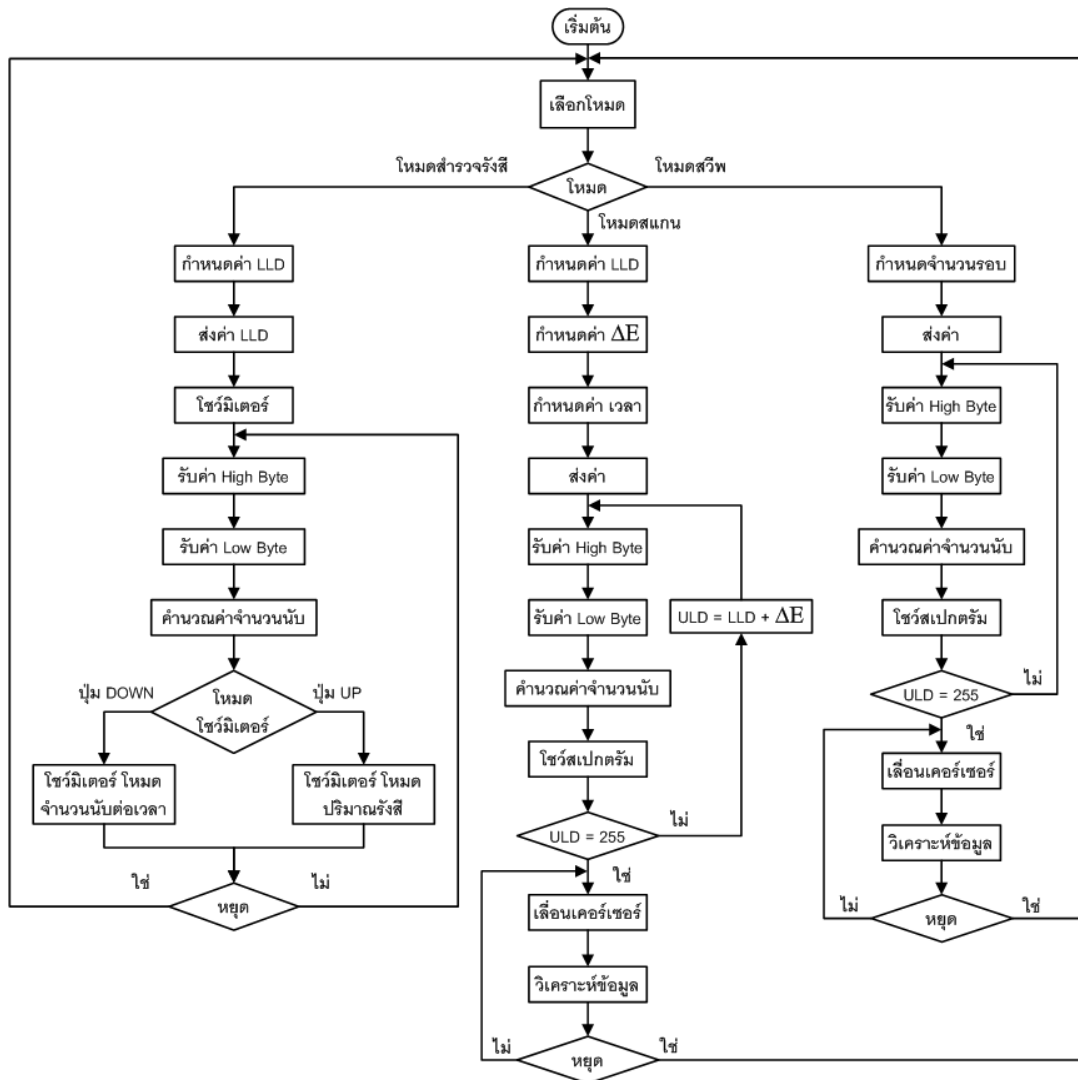 เริ่มต้น
เลือกโหมด
โหมด
โหมดสำรวจรังสี
โหมดสแกน
โหมดสวีพ
กำหนดค่า LLD
ส่งค่า LLD
โชว์มิเตอร์
รับค่า High Byte
รับค่า Low Byte
คำนวณค่าจำนวนนับ
โหมด
โชว์มิเตอร์
ปุ่ม DOWN
ปุ่ม UP
โชว์มิเตอร์ โหมด
จำนวนนับต่อเวลา
โชว์มิเตอร์ โหมด
ปริมาณรังสี
หยุด
ใช่
ไม่
กำหนดค่า LLD
กำหนดค่า ΔE
กำหนดค่า เวลา
ส่งค่า
รับค่า High Byte
รับค่า Low Byte
คำนวณค่าจำนวนนับ
โชว์สเปกตรัม
ULD = 255
ไม่
ULD = LLD + ΔE
ใช่
เลื่อนเคอร์เซอร์
วิเคราะห์ข้อมูล
หยุด
ไม่
ใช่
กำหนดจำนวนรอบ
ส่งค่า
รับค่า High Byte
รับค่า Low Byte
คำนวณค่าจำนวนนับ
โชว์สเปกตรัม
ULD = 255
ไม่
ใช่
เลื่อนเคอร์เซอร์
วิเคราะห์ข้อมูล
หยุด
ไม่
ใช่